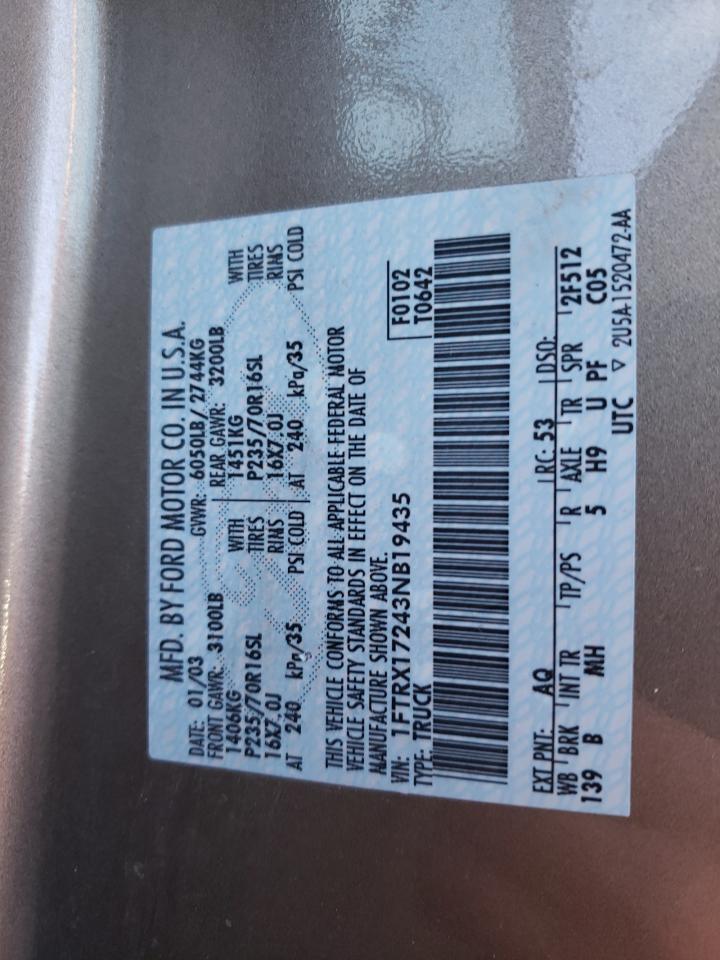 MFD. BY FORD MOTOR CO. IN U.S.A.
DATE: 01/03 GVWR: 6050LB/2744KG
FRONT GAWR: 3100LB REAR GAWR: 3200LB
1406KG WITH 1451KG WITH
P235/70R16SL TIRES P235/70R16SL TIRES
16X7.0J RIMS 16X7.0J RIMS
AT 240 kPa/35 PSI COLD AT 240 kPa/35 PSI COLD
THIS VEHICLE CONFORMS TO ALL APPLICABLE FEDERAL MOTOR
VEHICLE SAFETY STANDARDS IN EFFECT ON THE DATE OF
MANUFACTURE SHOWN ABOVE.
VIN: 1FTRX17243NB19435 F0102
TYPE: TRUCK T0642
EXT PNT: AQ RC: 53 DSO:
WB BRK INT TR TP/PS R AXLE TR SPR 2F512
139 B MH 5 H9 U PF C05
UTC ▽ 2U5A-1520472-AA